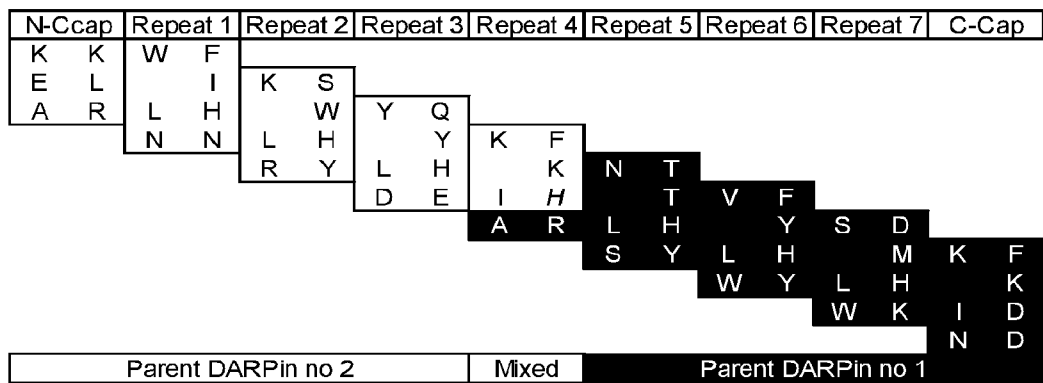 N-Ccap Repeat 1 Repeat 2 Repeat 3 Repeat 4 Repeat 5 Repeat 6 Repeat 7 C-Cap
K K W F
E L I K S
A R L H W Y Q
N N L H Y K F
R Y L H K N T
D E I H T V F
A R L H Y S D
S Y L H M K F
W Y L H K
W K I D
N D
Parent DARPin no 2 Mixed Parent DARPin no 1